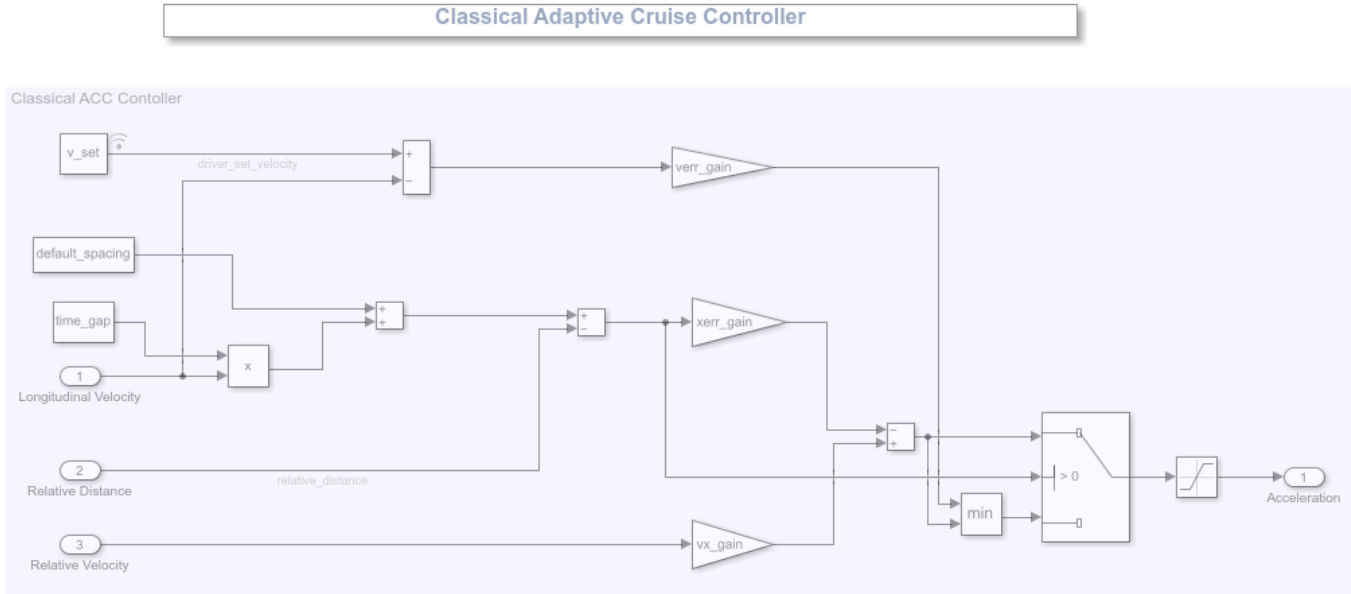 Classical Adaptive Cruise Controller
Classical ACC Contoller
v_set
driver_set_velocity
+
−
verr_gain
default_spacing
time_gap
+
+
+
−
xerr_gain
x
1
Longitudinal Velocity
−
+
2
Relative Distance
relative_distance
> 0
1
Acceleration
min
3
Relative Velocity
vx_gain